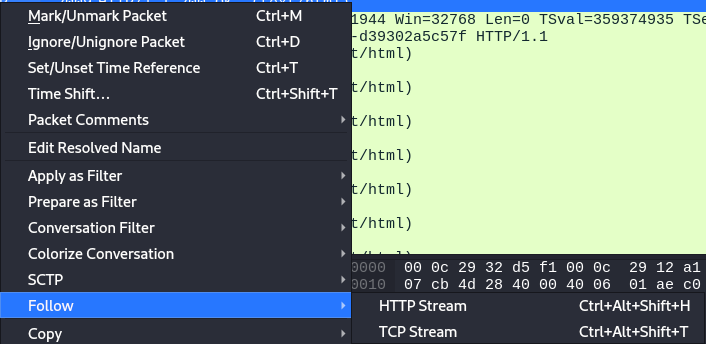 Mark/Unmark Packet Ctrl+M
Ignore/Unignore Packet Ctrl+D
Set/Unset Time Reference Ctrl+T
Time Shift... Ctrl+Shift+T
Packet Comments
Edit Resolved Name
Apply as Filter
Prepare as Filter
Conversation Filter
Colorize Conversation
SCTP
Follow
Copy
1944 Win=32768 Len=0 TSval=359374935 TSe
-d39302a5c57f HTTP/1.1
t/html)
t/html)
t/html)
t/html)
t/html)
t/html)
0000 00 0c 29 32 d5 f1 00 0c 29 12 a1
0010 07 cb 4d 28 40 00 40 06 01 ae c0
HTTP Stream Ctrl+Alt+Shift+H
TCP Stream Ctrl+Alt+Shift+T